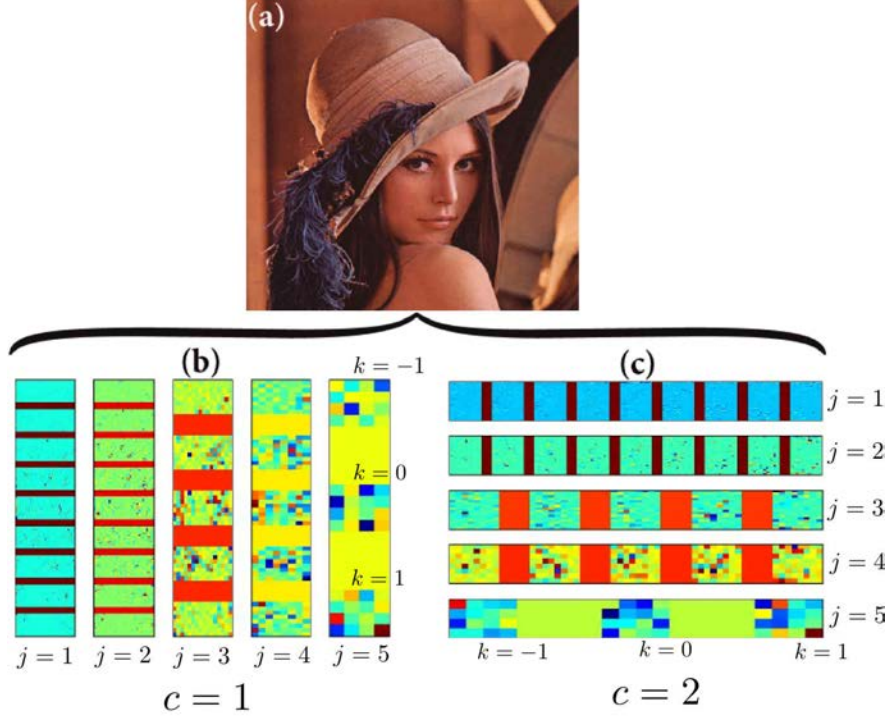 (a)
(b)
(c)
k = −1
k = 0
k = 1
j = 1
j = 2
j = 3
j = 4
j = 5
c = 1
j = 1
j = 2
j = 3
j = 4
j = 5
k = −1
k = 0
k = 1
c = 2